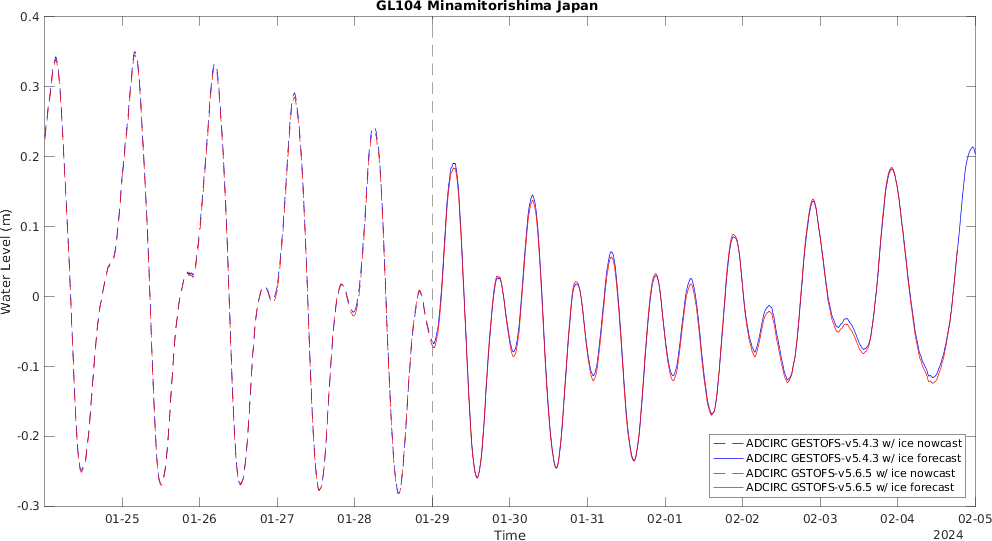 GL104 Minamitorishima Japan
0.4
0.3
0.2
0.1
0
-0.1
-0.2
-0.3
Water Level (m)
ADCIRC GESTOFS-v5.4.3 w/ ice nowcast
ADCIRC GESTOFS-v5.4.3 w/ ice forecast
ADCIRC GSTOFS-v5.6.5 w/ ice nowcast
ADCIRC GSTOFS-v5.6.5 w/ ice forecast
01-25 01-26 01-27 01-28 01-29 01-30 01-31 02-01 02-02 02-03 02-04 02-05
Time
2024